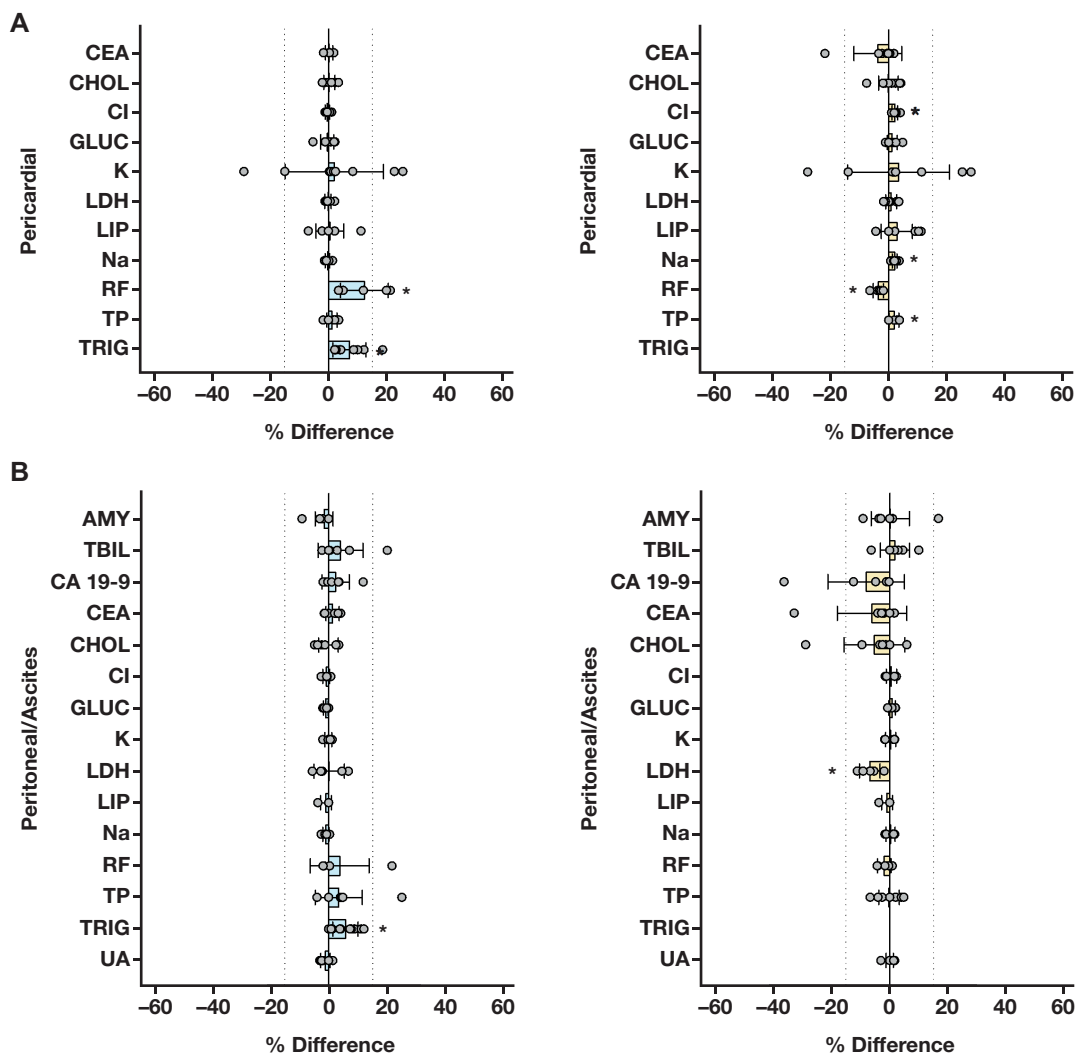 A
Pericardial
CEA
CHOL
Cl
GLUC
K
LDH
LIP
Na
RF
*
TP
TRIG
*
−60 −40 −20 0 20 40 60
% Difference
Pericardial
CEA
CHOL
Cl
*
GLUC
K
LDH
LIP
Na
*
RF
*
TP
*
TRIG
−60 −40 −20 0 20 40 60
% Difference
B
Peritoneal/Ascites
AMY
TBIL
CA 19-9
CEA
CHOL
Cl
GLUC
K
LDH
LIP
Na
RF
TP
TRIG
*
UA
−60 −40 −20 0 20 40 60
% Difference
Peritoneal/Ascites
AMY
TBIL
CA 19-9
CEA
CHOL
Cl
GLUC
K
LDH
*
LIP
Na
RF
TP
TRIG
UA
−60 −40 −20 0 20 40 60
% Difference